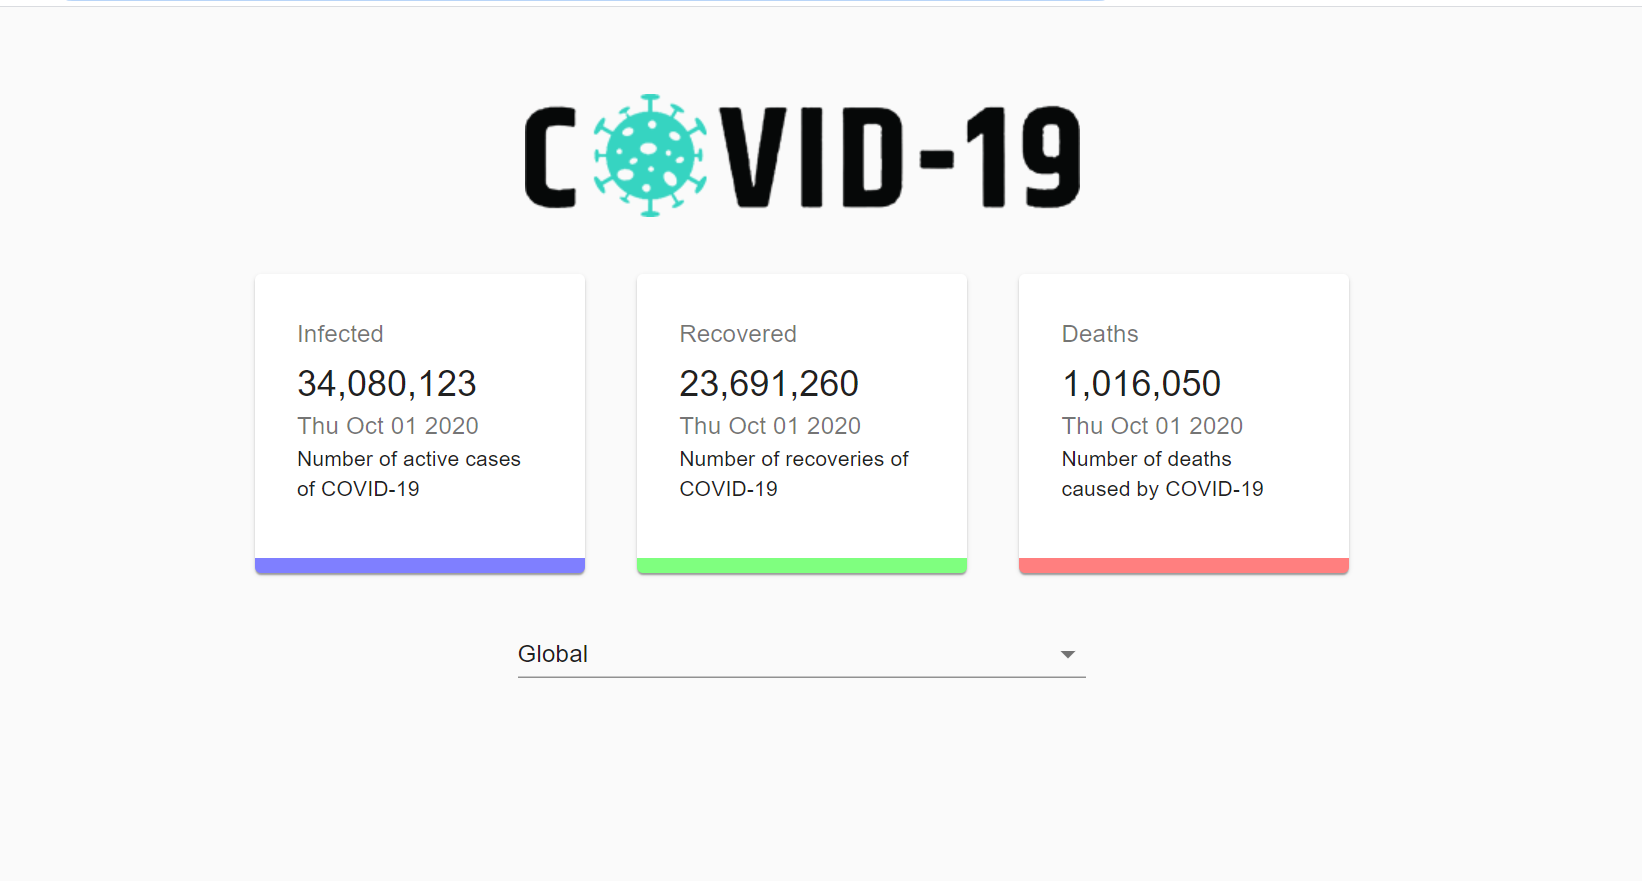 COVID-19
Infected
34,080,123
Thu Oct 01 2020
Number of active cases
of COVID-19
Recovered
23,691,260
Thu Oct 01 2020
Number of recoveries of
COVID-19
Deaths
1,016,050
Thu Oct 01 2020
Number of deaths
caused by COVID-19
Global